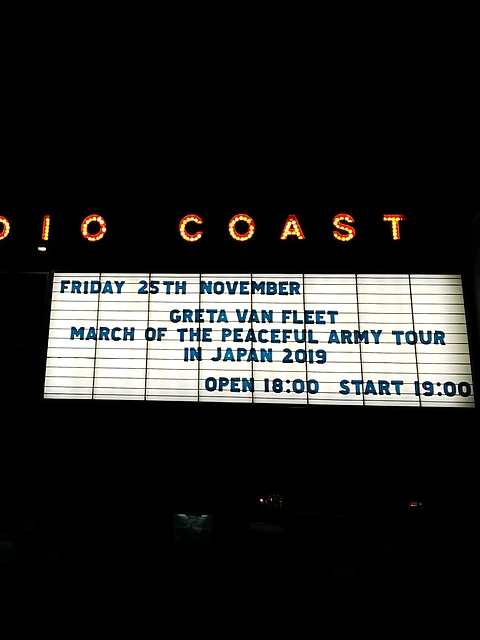 DIO COAST
FRIDAY 25TH NOVEMBER
GRETA VAN FLEET
MARCH OF THE PEACEFUL ARMY TOUR
IN JAPAN 2019
OPEN 18:00 START 19:00